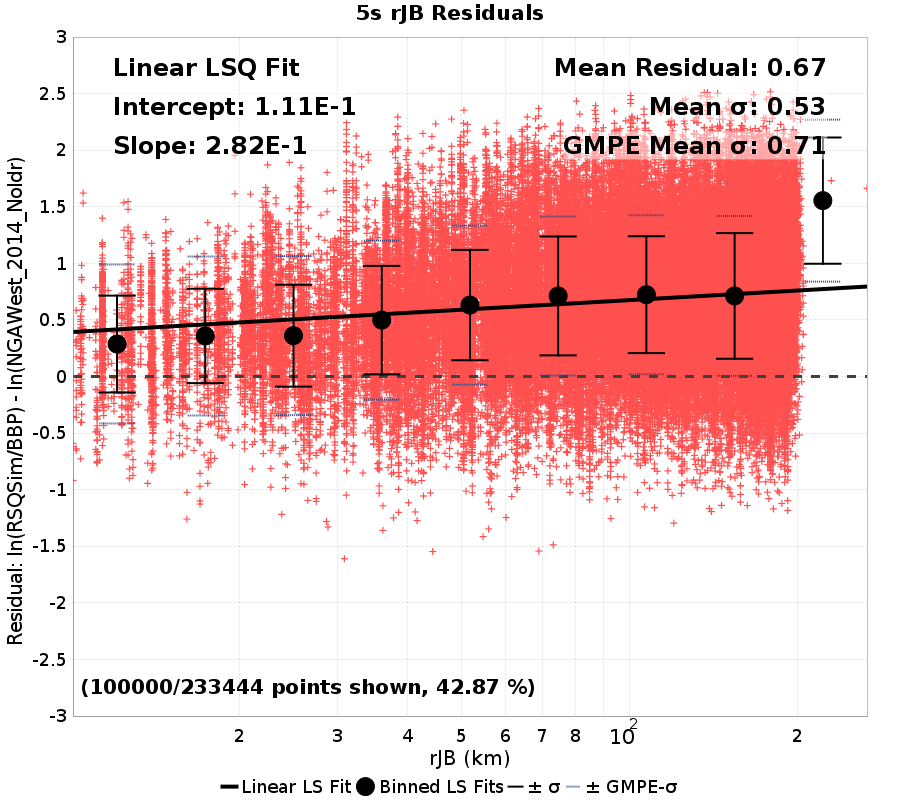 5s rJB Residuals
Linear LSQ Fit
Intercept: 1.11E-1
Slope: 2.82E-1
Mean Residual: 0.67
Mean σ: 0.53
GMPE Mean σ: 0.71
Residual: ln(RSQSim/BBP) - ln(NGAWest_2014_NoIdr)
3
2.5
2
1.5
1
0.5
0
-0.5
-1
-1.5
-2
-2.5
-3
(100000/233444 points shown, 42.87 %)
2 3 4 5 6 7 8 10² 2
rJB (km)
Linear LS Fit Binned LS Fits ± σ ± GMPE-σ